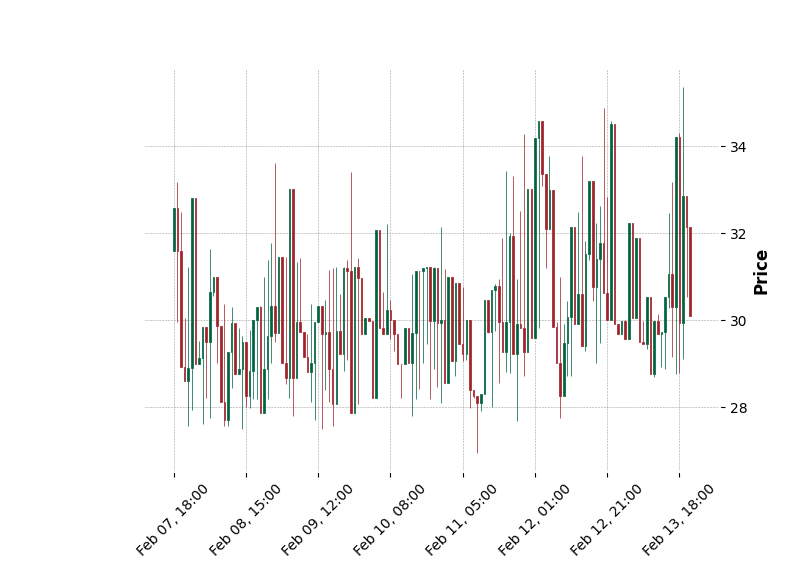 34
32
30
28
Price
Feb 07, 18:00
Feb 08, 15:00
Feb 09, 12:00
Feb 10, 08:00
Feb 11, 05:00
Feb 12, 01:00
Feb 12, 21:00
Feb 13, 18:00